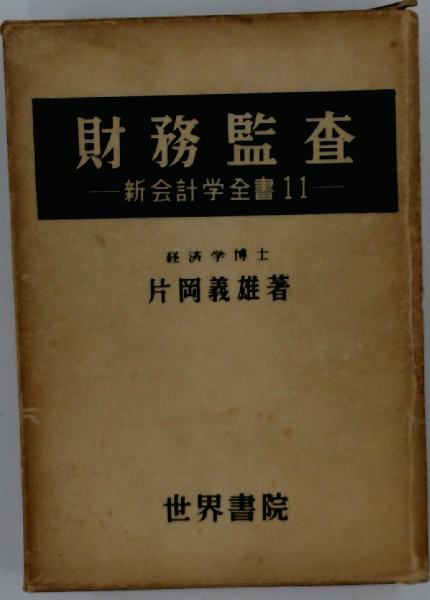 財務監査
―新会計学全書11―
経済学博士
片岡義雄著
世界書院